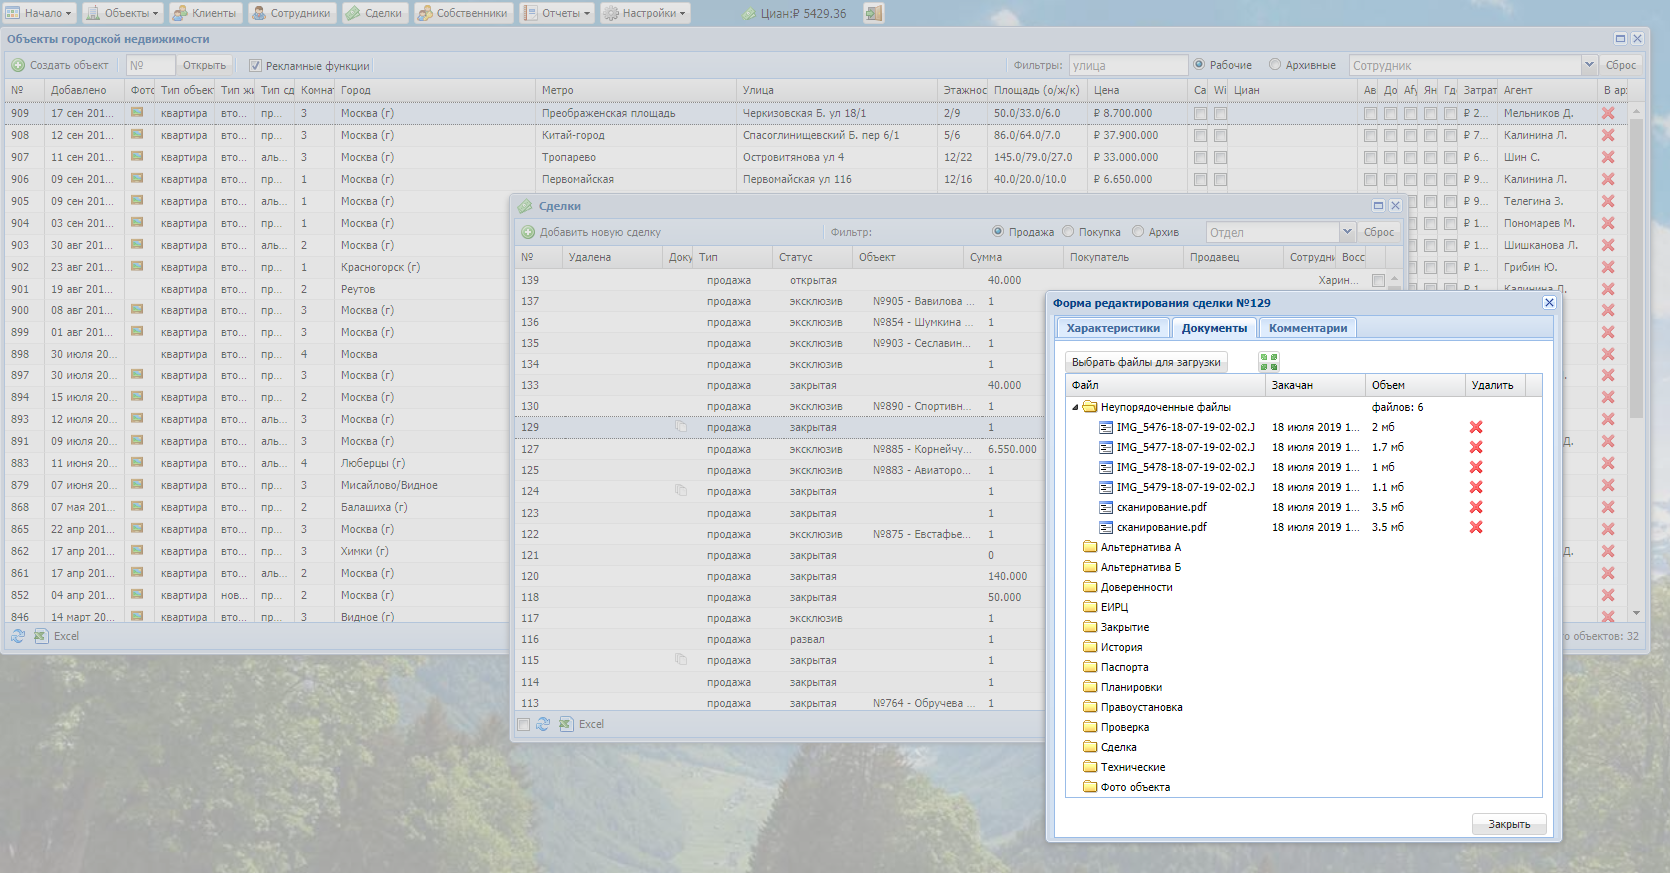 Начало Объекты Клиенты Сотрудники Сделки Собственники Отчеты Настройки Циан:₽ 5429.36
Объекты городской недвижимости
Создать объект № Открыть Рекламные функции Фильтры: улица Рабочие Архивные Сотрудник Сброс
№ Добавлено Фото Тип объект Тип жи Тип сд Комнат Город Метро Улица Этажнос Площадь (о/ж/к) Цена Са Wi Циан Ав До Afy Ян Гд Затрат Агент В ар
909 17 сен 201... квартира вто... пр... 3 Москва (г) Преображенская площадь Черкизовская Б. ул 18/1 2/9 50.0/33.0/6.0 ₽ 8.700.000 ₽ 2... Мельников Д.
908 12 сен 201... квартира вто... пр... 3 Москва (г) Китай-город Спасоглинищевский Б. пер 6/1 5/6 86.0/64.0/7.0 ₽ 37.900.000 ₽ 7... Калинина Л.
907 11 сен 201... квартира вто... аль... 3 Москва (г) Тропарево Островитянова ул 4 12/22 145.0/79.0/27.0 ₽ 33.000.000 ₽ 6... Шин С.
906 09 сен 201... квартира вто... пр... 1 Москва (г) Первомайская Первомайская ул 116 12/16 40.0/20.0/10.0 ₽ 6.650.000 ₽ 9... Калинина Л.
905 09 сен 201... квартира вто... аль... 1 Москва (г) ₽ 9... Телегина З.
904 03 сен 201... квартира вто... пр... 1 Москва (г) ₽ 1... Пономарев М.
903 30 авг 201... квартира вто... аль... 2 Москва (г) ₽ 1... Шишканова Л.
902 23 авг 201... квартира вто... пр... 1 Красногорск (г) ₽ 1... Грибин Ю.
901 19 авг 201... квартира вто... пр... 2 Реутов ₽ 1... Калинина Л.
900 08 авг 201... квартира вто... пр... 2 Москва (г)
899 01 авг 201... квартира вто... пр... 2 Москва (г)
898 30 июля 20... квартира вто... пр... 4 Москва
897 30 июля 20... квартира вто... пр... 3 Москва (г)
894 15 июля 20... квартира вто... пр... 2 Москва (г)
893 12 июля 20... квартира вто... аль... 3 Москва (г)
891 09 июля 20... квартира вто... аль... 3 Москва (г) Д.
883 11 июня 20... квартира вто... аль... 4 Люберцы (г)
879 07 июня 20... квартира вто... пр... 3 Мисайлово/Видное
868 07 мая 201... квартира вто... пр... 2 Балашиха (г)
865 22 апр 201... квартира вто... пр... 3 Москва (г)
862 17 апр 201... квартира вто... пр... 3 Химки (г) Д.
861 17 апр 201... квартира вто... аль... 2 Москва (г)
852 04 апр 201... квартира нов... пр... 2 Москва (г)
846 14 март 20... квартира вто... пр... 3 Видное (г)
Excel о объектов: 32
Сделки
Добавить новую сделку Фильтр: Продажа Покупка Архив Отдел Сброс
№ Удалена Доку Тип Статус Объект Сумма Покупатель Продавец Сотрудни Восс
139 продажа открытая 40.000 Харин...
137 продажа эксклюзив №905 - Вавилова ... 1
136 продажа эксклюзив №854 - Шумкина ... 1
135 продажа эксклюзив №903 - Сеславин... 1
134 продажа эксклюзив 1
133 продажа закрытая 40.000
130 продажа эксклюзив №890 - Спортивн... 1
129 продажа закрытая 1
127 продажа эксклюзив №885 - Корнейчу... 6.550.000
125 продажа эксклюзив №883 - Авиаторо... 1
124 продажа закрытая 1
123 продажа закрытая 1
122 продажа эксклюзив №875 - Евстафье... 1
121 продажа закрытая 0
120 продажа закрытая 140.000
118 продажа закрытая 50.000
117 продажа эксклюзив 1
116 продажа развал 1
115 продажа закрытая 1
114 продажа закрытая 1
113 продажа закрытая №764 - Обручева ... 1
Excel
Форма редактирования сделки №129
Характеристики Документы Комментарии
Выбрать файлы для загрузки
Файл Закачан Объем Удалить
Неупорядоченные файлы файлов: 6
IMG_5476-18-07-19-02-02.J 18 июля 2019 1... 2 мб
IMG_5477-18-07-19-02-02.J 18 июля 2019 1... 1.7 мб
IMG_5478-18-07-19-02-02.J 18 июля 2019 1... 1 мб
IMG_5479-18-07-19-02-02.J 18 июля 2019 1... 1.1 мб
сканирование.pdf 18 июля 2019 1... 3.5 мб
сканирование.pdf 18 июля 2019 1... 3.5 мб
Альтернатива А
Альтернатива Б
Доверенности
ЕИРЦ
Закрытие
История
Паспорта
Планировки
Правоустановка
Проверка
Сделка
Технические
Фото объекта
Закрыть